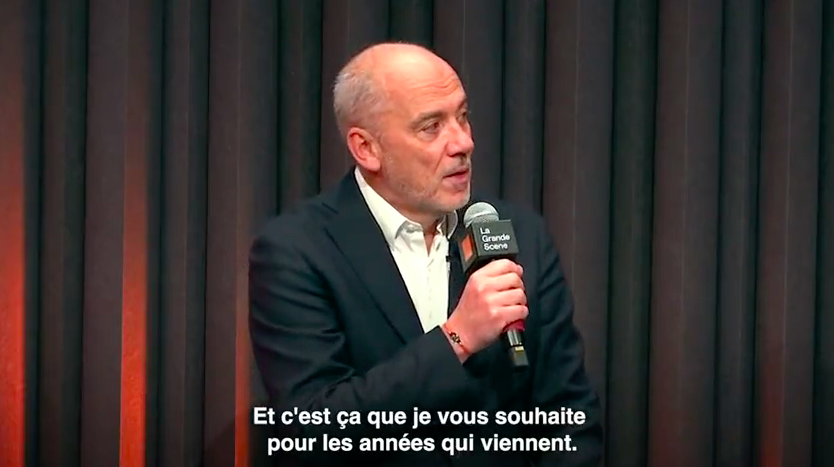 La
Grande
Scène
Et c'est ça que je vous souhaite
pour les années qui viennent.